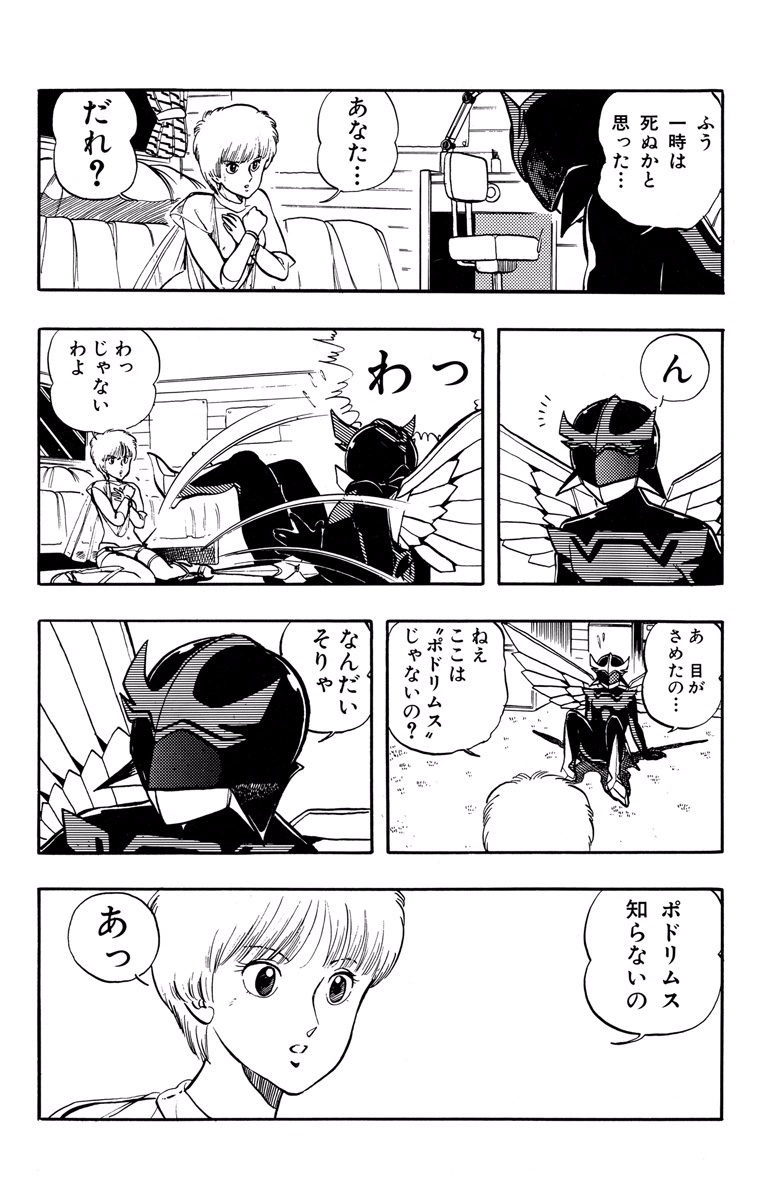 ふう
一時は
死ぬかと
思った…
あなた…
だれ?
ん
わっ
わっ
じゃない
わよ
あ 目が
さめたの…
ねえ
ここは
"ポドリムス"
じゃないの?
なんだい
そりゃ
ポドリムス
知らないの
あっ